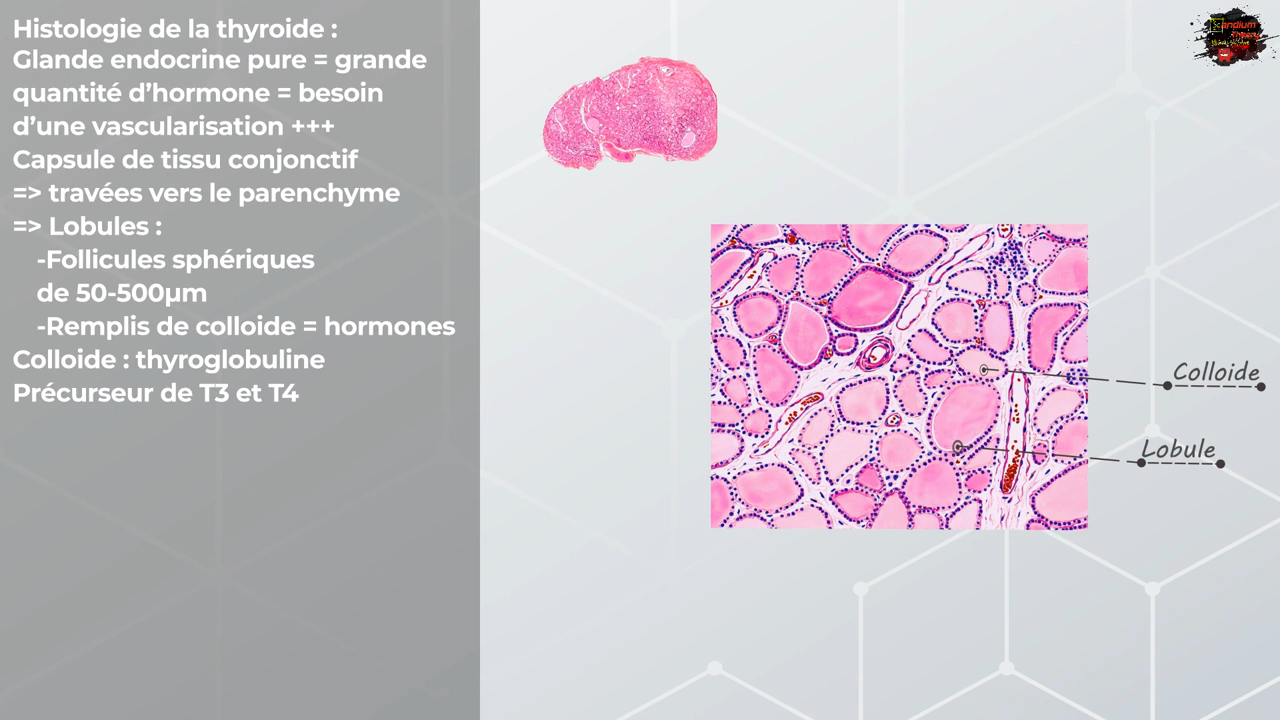 Histologie de la thyroide :
Glande endocrine pure = grande
quantité d’hormone = besoin
d’une vascularisation +++
Capsule de tissu conjonctif
=> travées vers le parenchyme
=> Lobules :
-Follicules sphériques
de 50-500µm
-Remplis de colloide = hormones
Colloide : thyroglobuline
Précurseur de T3 et T4
Scandium
Colloide
Lobule